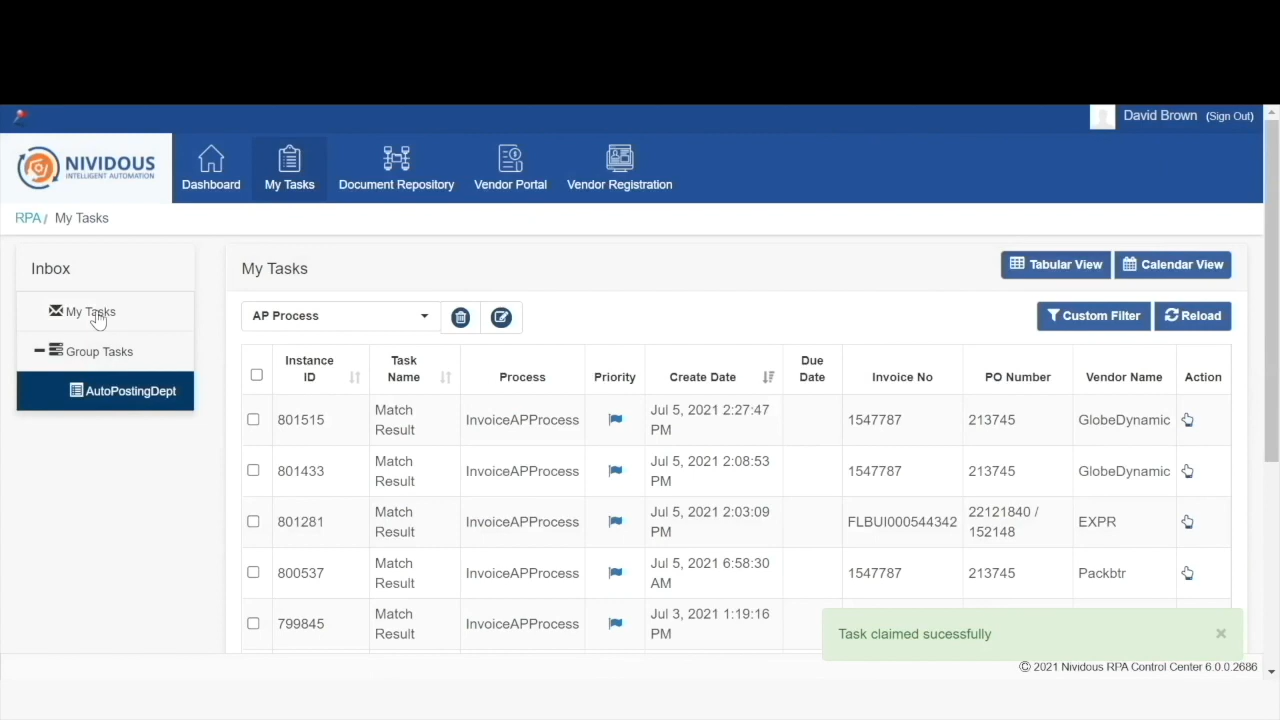 David Brown (Sign Out)
NIVIDOUS
INTELLIGENT AUTOMATION
Dashboard
My Tasks
Document Repository
Vendor Portal
Vendor Registration
RPA / My Tasks
Inbox
My Tasks
Group Tasks
AutoPostingDept
My Tasks
Tabular View
Calendar View
AP Process
Custom Filter
Reload
Instance ID Task Name Process Priority Create Date Due Date Invoice No PO Number Vendor Name Action
801515 Match Result InvoiceAPProcess Jul 5, 2021 2:27:47 PM 1547787 213745 GlobeDynamic
801433 Match Result InvoiceAPProcess Jul 5, 2021 2:08:53 PM 1547787 213745 GlobeDynamic
801281 Match Result InvoiceAPProcess Jul 5, 2021 2:03:09 PM FLBUI000544342 22121840 / 152148 EXPR
800537 Match Result InvoiceAPProcess Jul 5, 2021 6:58:30 AM 1547787 213745 Packbtr
799845 Match Result InvoiceAPProcess Jul 3, 2021 1:19:16 PM
Task claimed sucessfully
© 2021 Nividous RPA Control Center 6.0.0.2686